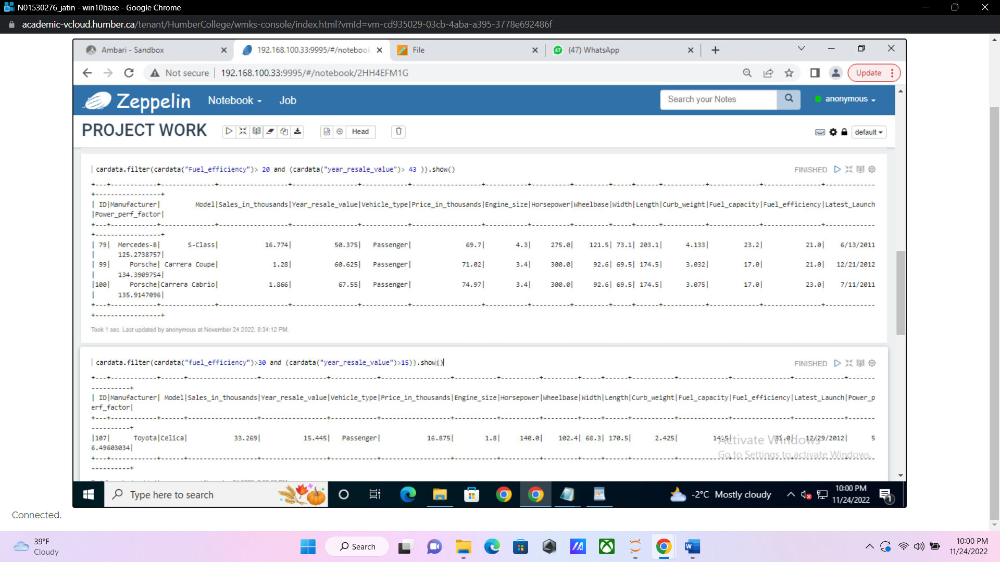 N01530276_jatin - win10base - Google Chrome
academic-vcloud.humber.ca/tenant/HumberCollege/wmks-console/index.html?vmId=vm-cd935029-03cb-4aba-a395-3778e692486f
Ambari - Sandbox
192.168.100.33:9995/#/noteboo
File
47 (47) WhatsApp
Not secure 192.168.100.33:9995/#/notebook/2HH4EFM1G
Update
Zeppelin Notebook Job
Search your Notes
anonymous
PROJECT WORK
Head
default
cardata.filter(cardata("Fuel_efficiency")> 20 and (cardata("year_resale_value")> 43 )).show()
FINISHED
+---+------------+--------------+------------------+-----------------+------------+------------------+-----------+----------+---------+-----+------+-----------+-------------+---------------+-------------
+-----------------+
| ID|Manufacturer|         Model|Sales_in_thousands|Year_resale_value|Vehicle_type|Price_in_thousands|Engine_size|Horsepower|Wheelbase|Width|Length|Curb_weight|Fuel_capacity|Fuel_efficiency|Latest_Launch
|Power_perf_factor|
+---+------------+--------------+------------------+-----------------+------------+------------------+-----------+----------+---------+-----+------+-----------+-------------+---------------+-------------
+-----------------+
| 79|  Mercedes-B|       S-Class|            16.774|           50.375|   Passenger|              69.7|        4.3|     275.0|    121.5| 73.1| 203.1|      4.133|         23.2|           21.0|    6/13/2011
|      125.2738757|
| 99|     Porsche| Carrera Coupe|              1.28|           60.625|   Passenger|             71.02|        3.4|     300.0|     92.6| 69.5| 174.5|      3.032|         17.0|           21.0|   12/21/2012
|      134.3909754|
|100|     Porsche|Carrera Cabrio|             1.866|            67.55|   Passenger|             74.97|        3.4|     300.0|     92.6| 69.5| 174.5|      3.075|         17.0|           23.0|    7/11/2011
|      135.9147096|
+---+------------+--------------+------------------+-----------------+------------+------------------+-----------+----------+---------+-----+------+-----------+-------------+---------------+-------------
+-----------------+
Took 1 sec. Last updated by anonymous at November 24 2022, 8:34:12 PM.
cardata.filter(cardata("fuel_efficiency")>30 and (cardata("year_resale_value")>15)).show()
FINISHED
+---+------------+------+------------------+-----------------+------------+------------------+-----------+----------+---------+-----+------+-----------+-------------+---------------+-------------+-------
----------+
| ID|Manufacturer| Model|Sales_in_thousands|Year_resale_value|Vehicle_type|Price_in_thousands|Engine_size|Horsepower|Wheelbase|Width|Length|Curb_weight|Fuel_capacity|Fuel_efficiency|Latest_Launch|Power_p
erf_factor|
+---+------------+------+------------------+-----------------+------------+------------------+-----------+----------+---------+-----+------+-----------+-------------+---------------+-------------+-------
----------+
|107|      Toyota|Celica|            33.269|           15.445|   Passenger|            16.875|        1.8|     140.0|    102.4| 68.3| 170.5|      2.425|         14.5|           31.0|   12/29/2012|      5
6.49603034|
+---+------------+------+------------------+-----------------+------------+------------------+-----------+----------+---------+-----+------+-----------+-------------+---------------+-------------+-------
----------+
Activate Windows
Go to Settings to activate Windows.
Type here to search
-2°C Mostly cloudy
10:00 PM
11/24/2022
1
Connected.
39°F
Cloudy
Search
10:00 PM
11/24/2022